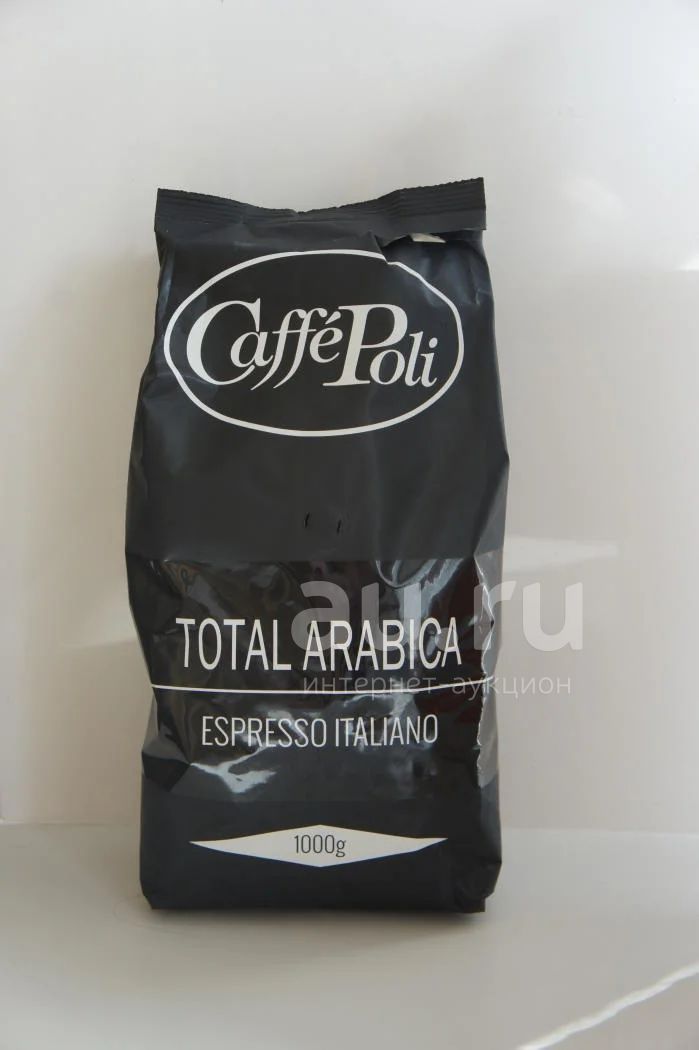 CafféPoli
au.ru
TOTAL ARABICA
интернет-аукцион
ESPRESSO ITALIANO
1000g